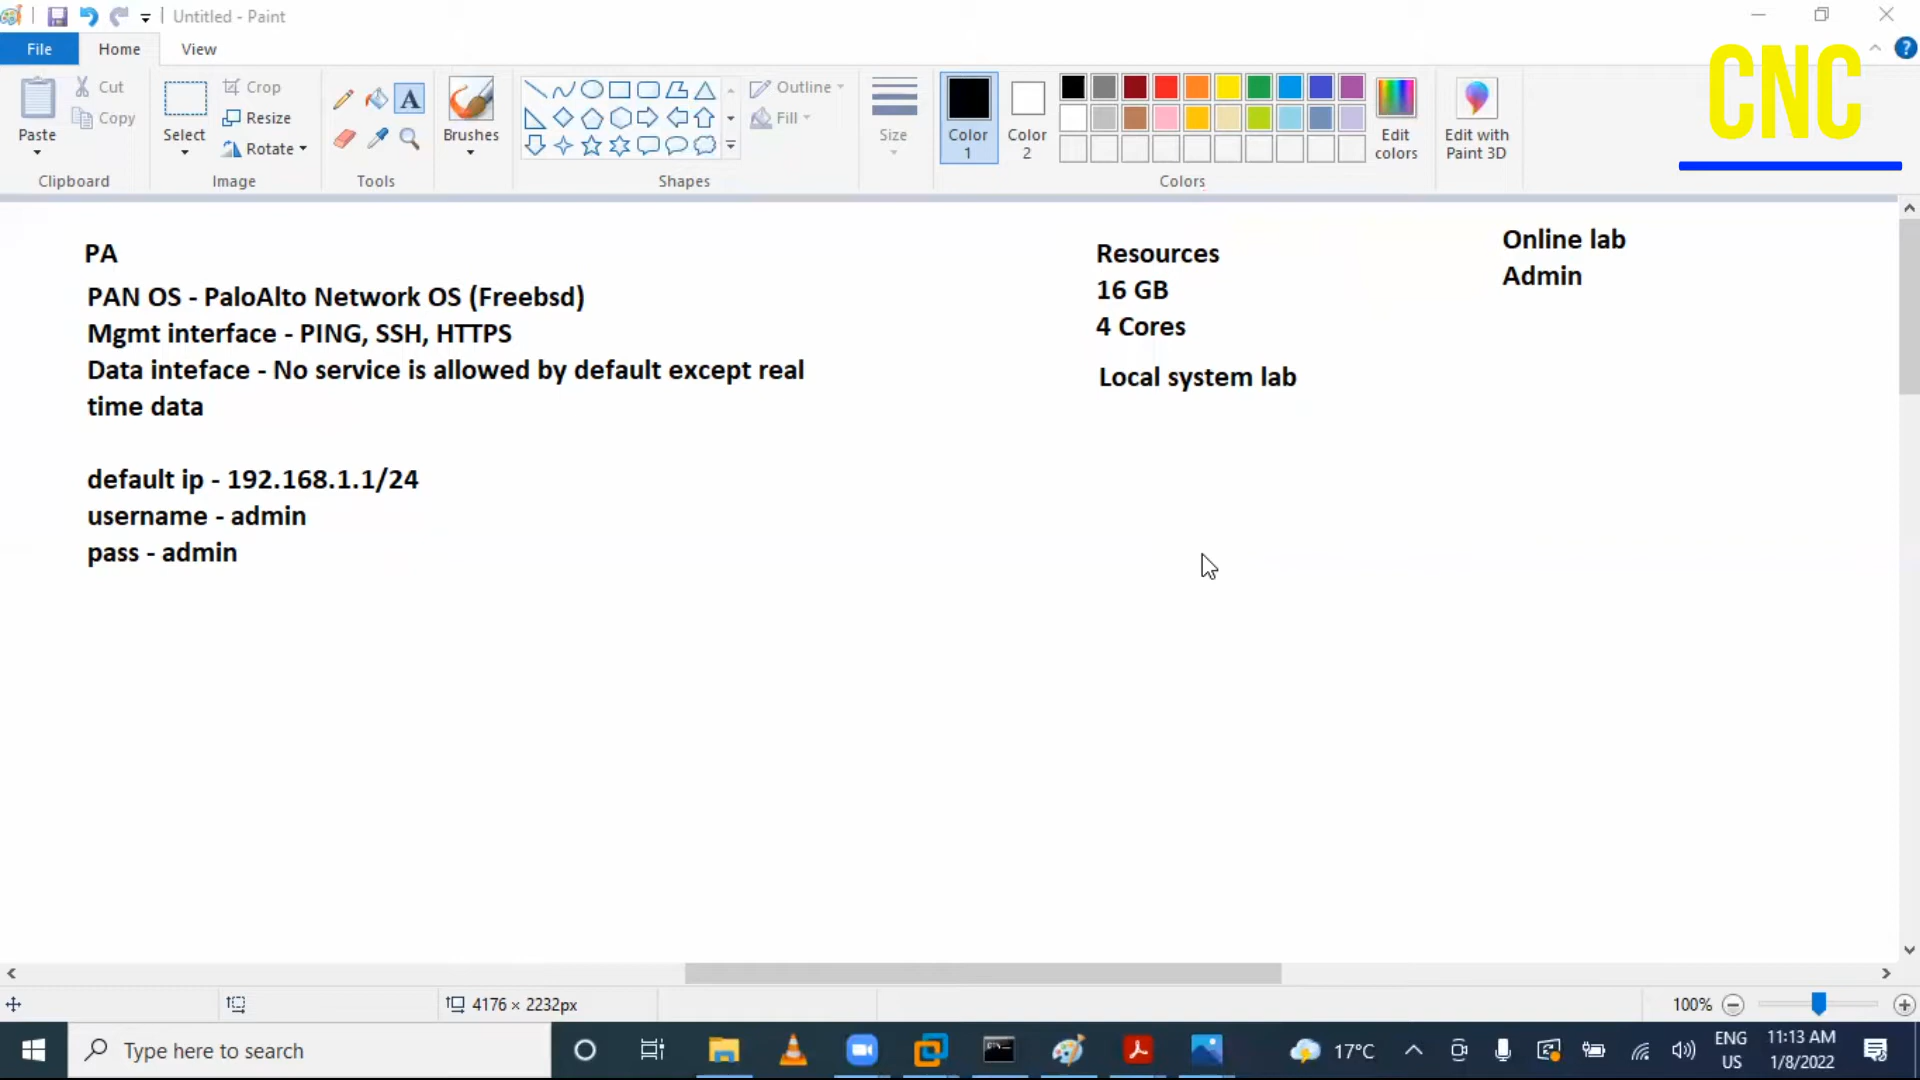 Untitled - Paint
File
Home
View
CNC
Paste
Cut
Copy
Clipboard
Select
Crop
Resize
Rotate
Image
A
Tools
Brushes
Shapes
Outline
Fill
Size
Color
1
Color
2
Edit
colors
Colors
Edit with
Paint 3D
PA
PAN OS - PaloAlto Network OS (Freebsd)
Mgmt interface - PING, SSH, HTTPS
Data inteface - No service is allowed by default except real
time data
default ip - 192.168.1.1/24
username - admin
pass - admin
Resources
16 GB
4 Cores
Local system lab
Online lab
Admin
4176 × 2232px
100%
Type here to search
17°C
ENG
US
11:13 AM
1/8/2022